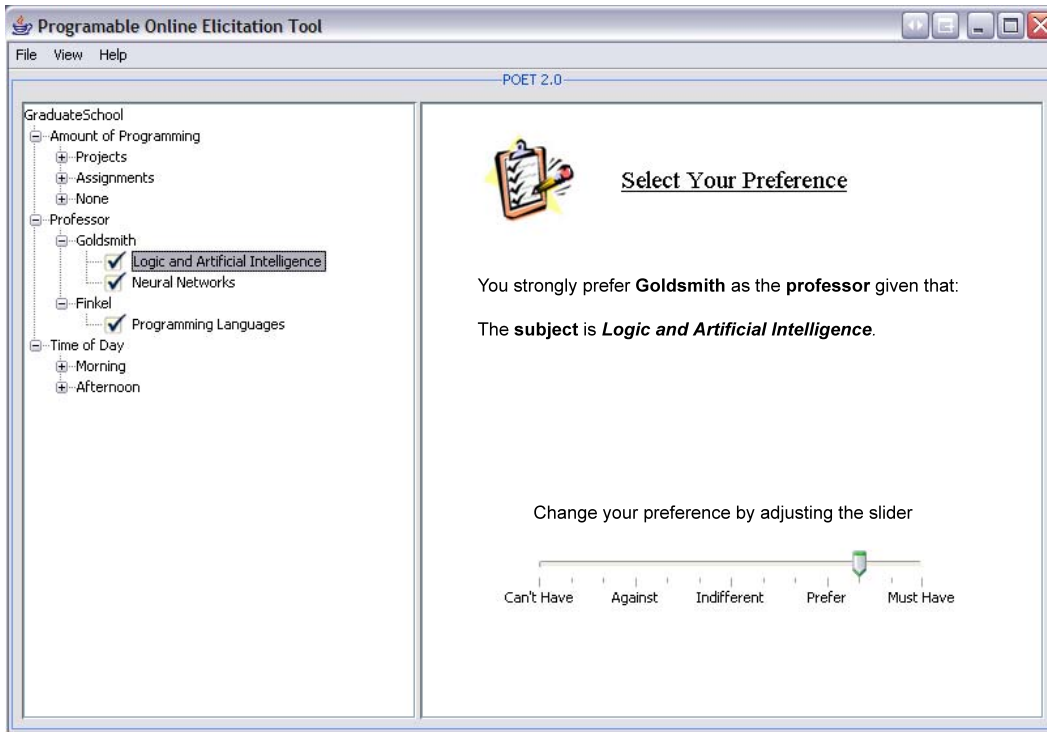 Programable Online Elicitation Tool
File View Help
POET 2.0
GraduateSchool
Amount of Programming
Projects
Assignments
None
Professor
Goldsmith
Logic and Artificial Intelligence
Neural Networks
Finkel
Programming Languages
Time of Day
Morning
Afternoon
Select Your Preference
You strongly prefer Goldsmith as the professor given that:
The subject is Logic and Artificial Intelligence.
Change your preference by adjusting the slider
Can't Have Against Indifferent Prefer Must Have